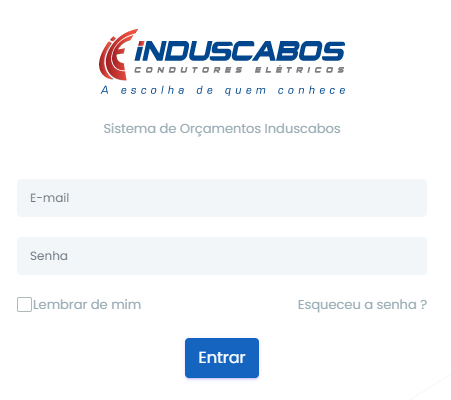 INDUSCABOS
CONDUTORES ELÉTRICOS
A escolha de quem conhece
Sistema de Orçamentos Induscabos
E-mail
Senha
Lembrar de mim
Esqueceu a senha ?
Entrar